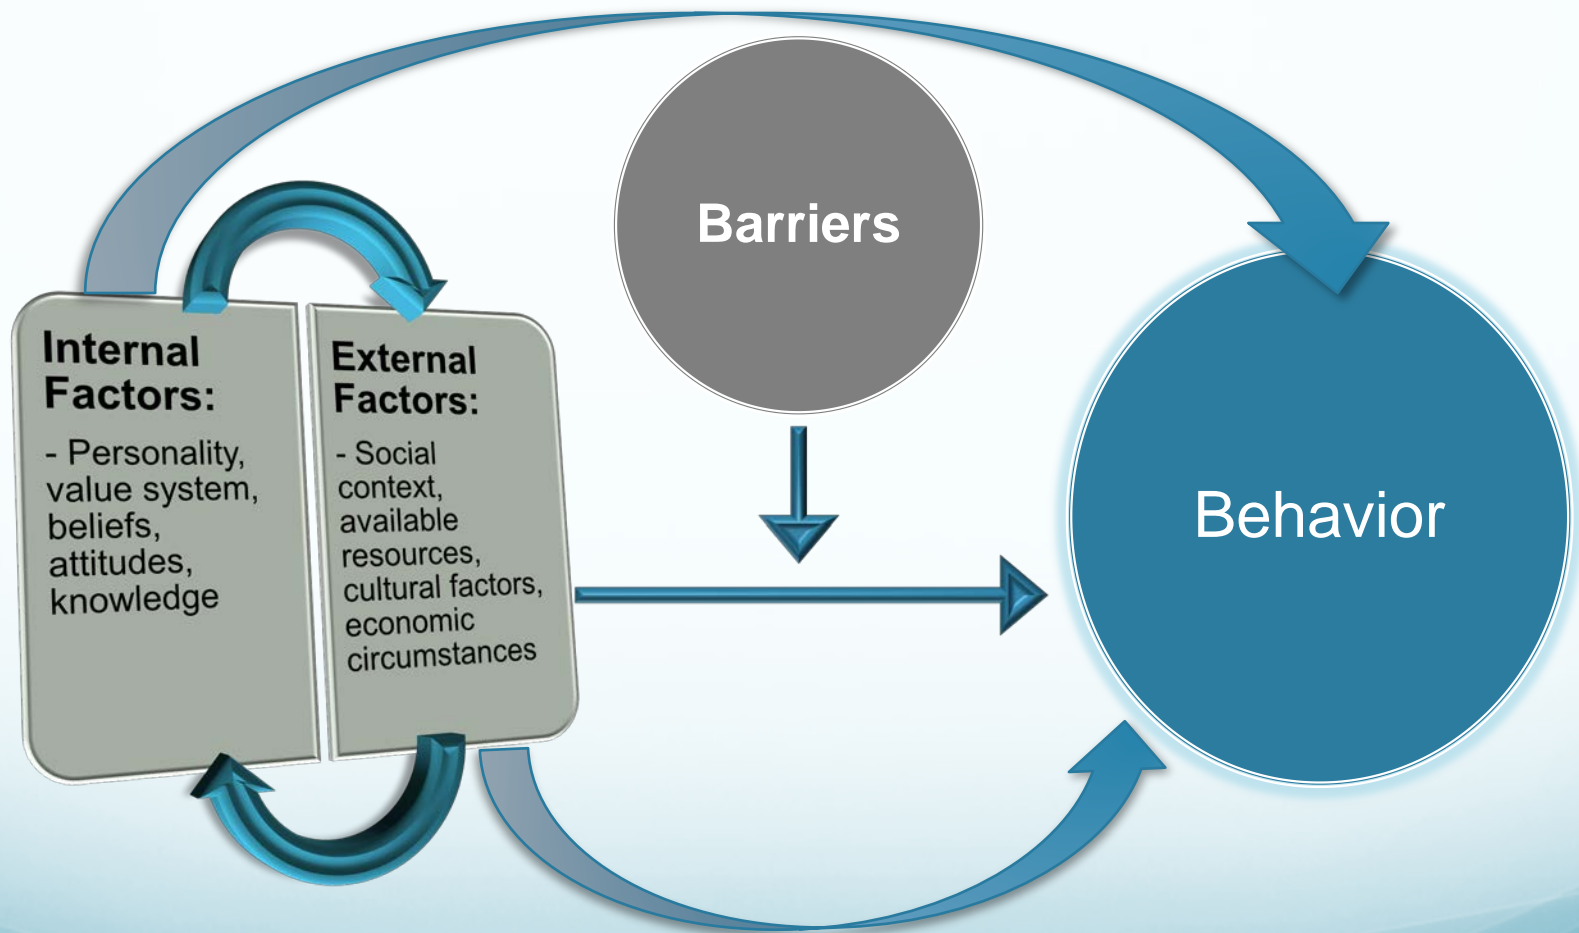 Barriers
Internal
Factors:
- Personality,
value system,
beliefs,
attitudes,
knowledge
External
Factors:
- Social
context,
available
resources,
cultural factors,
economic
circumstances
Behavior